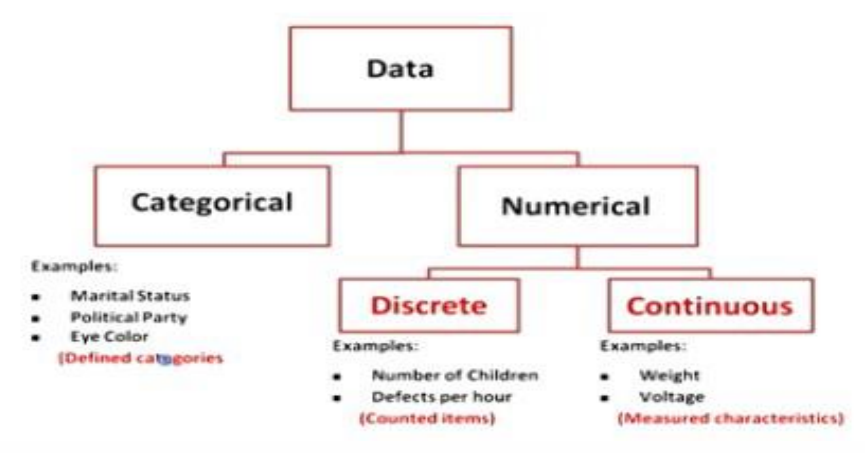 Data
Categorical
Numerical
Examples:
▪ Marital Status
▪ Political Party
▪ Eye Color
(Defined categories
Discrete
Examples:
▪ Number of Children
▪ Defects per hour
(Counted items)
Continuous
Examples:
▪ Weight
▪ Voltage
(Measured characteristics)